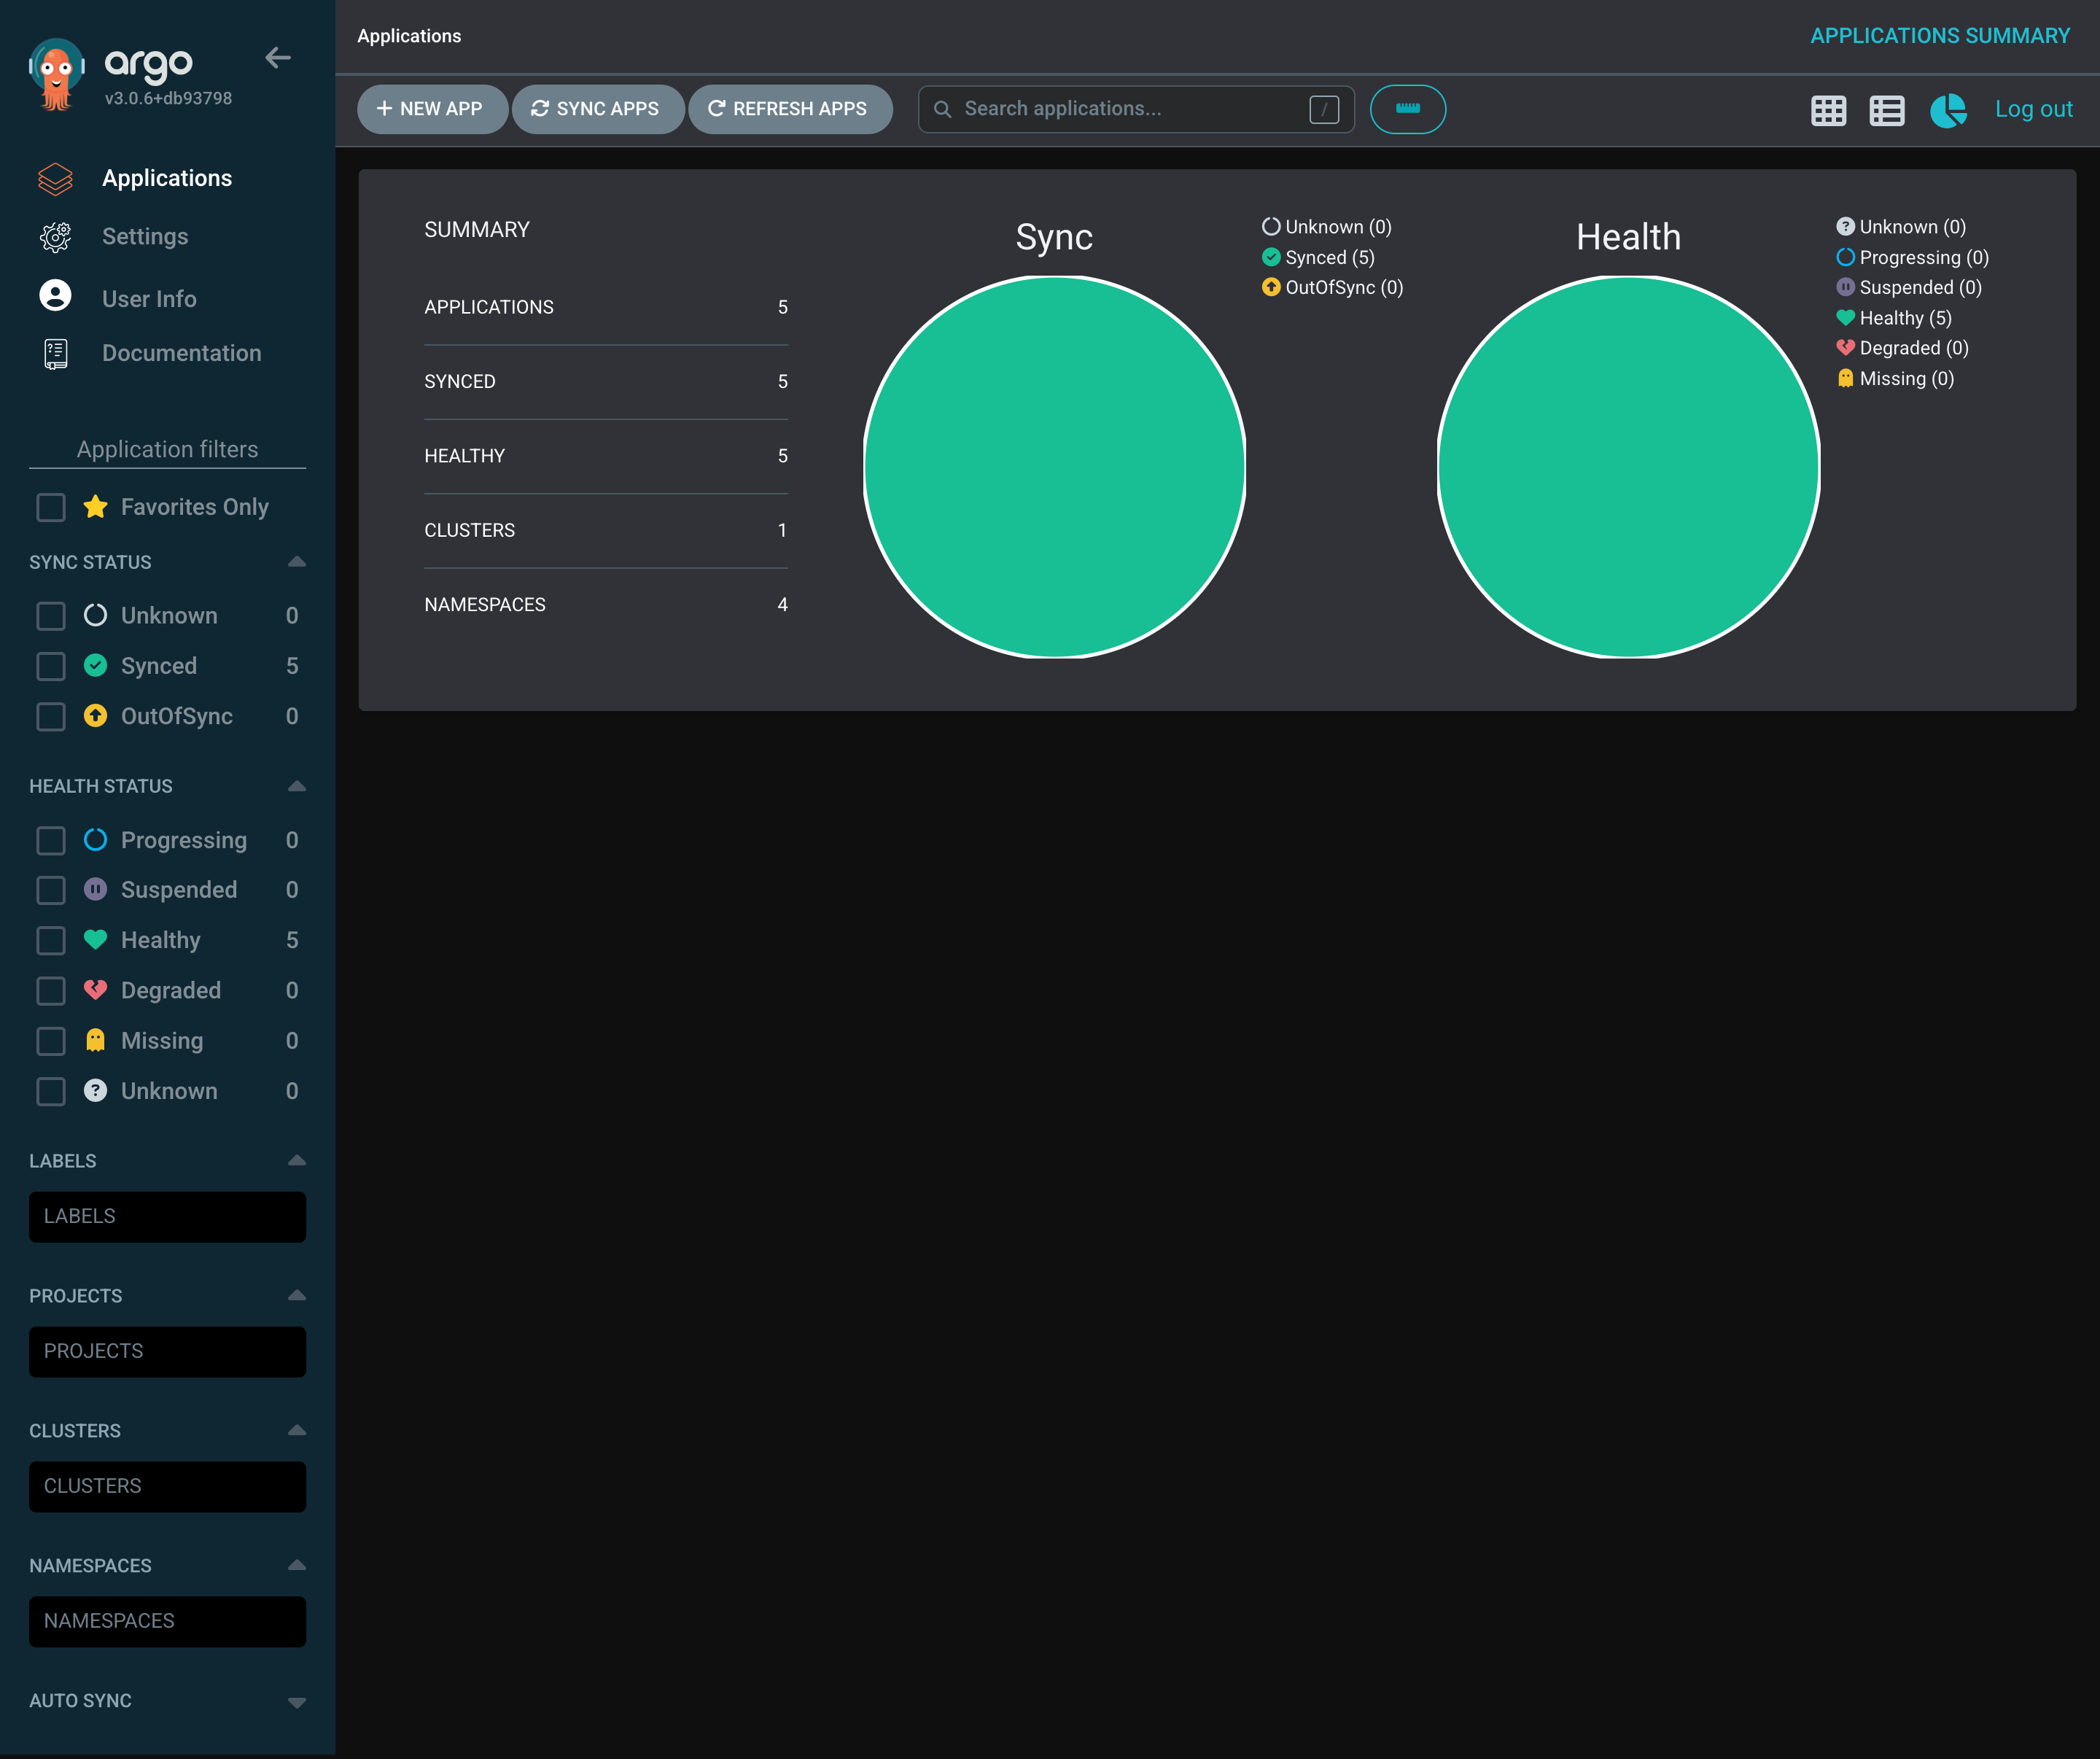 argo
v3.0.6+db93798
Applications
Settings
User Info
Documentation
Application filters
Favorites Only
SYNC STATUS
Unknown 0
Synced 5
OutOfSync 0
HEALTH STATUS
Progressing 0
Suspended 0
Healthy 5
Degraded 0
Missing 0
? Unknown 0
LABELS
LABELS
PROJECTS
PROJECTS
CLUSTERS
CLUSTERS
NAMESPACES
NAMESPACES
AUTO SYNC
Applications
APPLICATIONS SUMMARY
+ NEW APP
SYNC APPS
REFRESH APPS
Search applications... /
Log out
SUMMARY
APPLICATIONS 5
SYNCED 5
HEALTHY 5
CLUSTERS 1
NAMESPACES 4
Sync
Unknown (0)
Synced (5)
OutOfSync (0)
Health
? Unknown (0)
Progressing (0)
Suspended (0)
Healthy (5)
Degraded (0)
Missing (0)